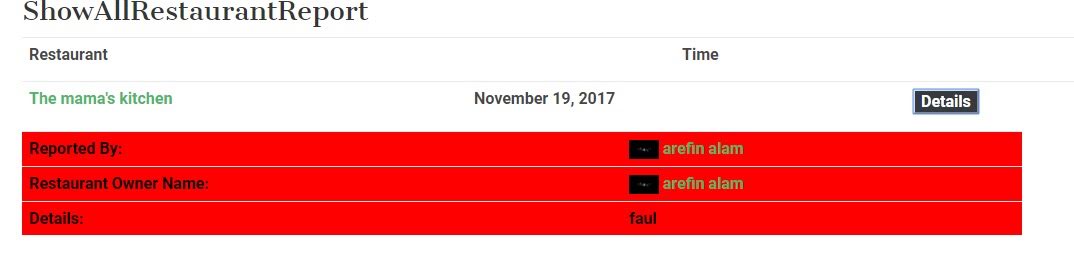 ShowAllRestaurantReport
Restaurant Time
The mama's kitchen November 19, 2017 Details
Reported By: arefin alam
Restaurant Owner Name: arefin alam
Details: faul